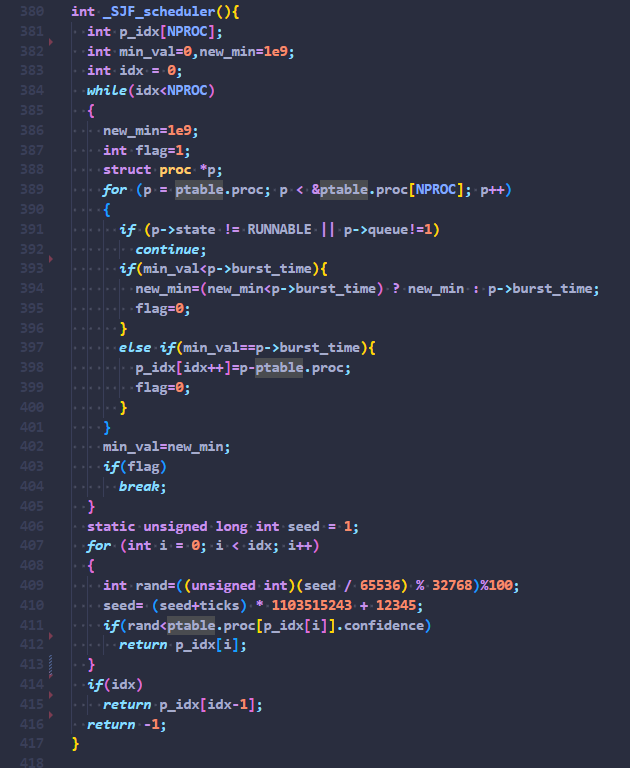 380 int _SJF_scheduler(){
381 int p_idx[NPROC];
382 int min_val=0,new_min=1e9;
383 int idx = 0;
384 while(idx<NPROC)
385 {
386 new_min=1e9;
387 int flag=1;
388 struct proc *p;
389 for (p = ptable.proc; p < &ptable.proc[NPROC]; p++)
390 {
391 if (p->state != RUNNABLE || p->queue!=1)
392 continue;
393 if(min_val<p->burst_time){
394 new_min=(new_min<p->burst_time) ? new_min : p->burst_time;
395 flag=0;
396 }
397 else if(min_val==p->burst_time){
398 p_idx[idx++]=p-ptable.proc;
399 flag=0;
400 }
401 }
402 min_val=new_min;
403 if(flag)
404 break;
405 }
406 static unsigned long int seed = 1;
407 for (int i = 0; i < idx; i++)
408 {
409 int rand=((unsigned int)(seed / 65536) % 32768)%100;
410 seed= (seed+ticks) * 1103515243 + 12345;
411 if(rand<ptable.proc[p_idx[i]].confidence)
412 return p_idx[i];
413 }
414 if(idx)
415 return p_idx[idx-1];
416 return -1;
417 }
418